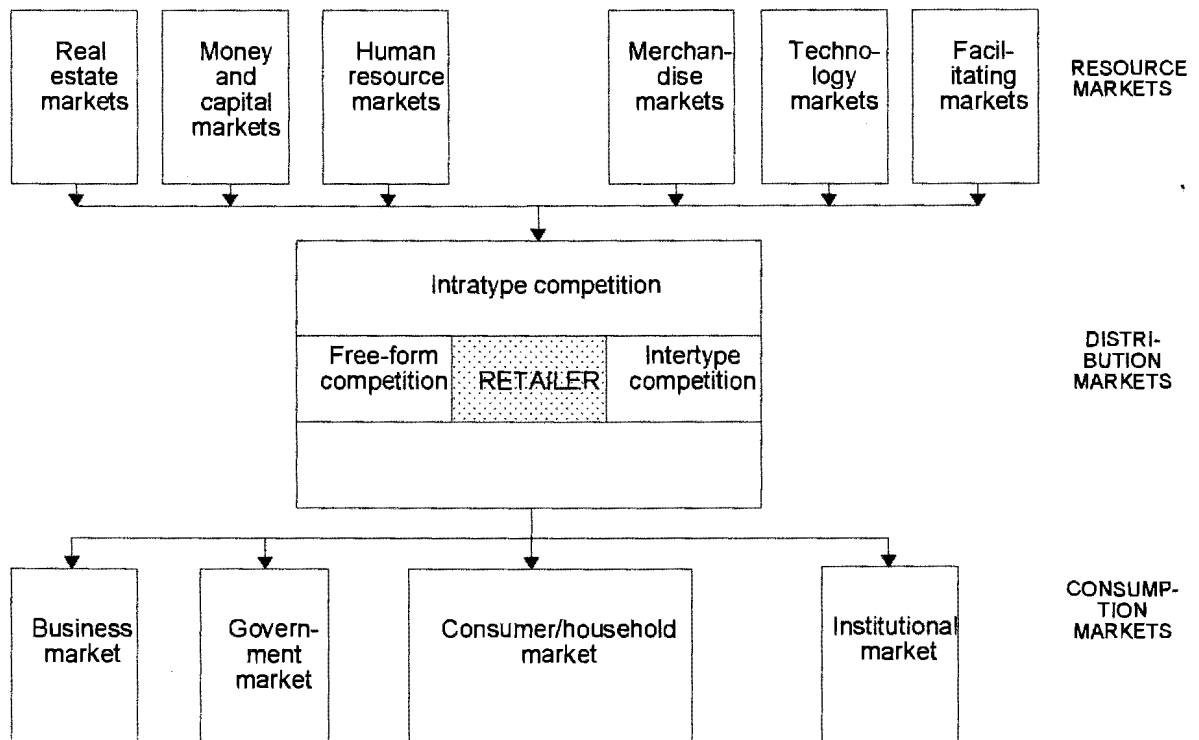 Real
estate
markets
Money
and
capital
markets
Human
resource
markets
Merchan-
dise
markets
Techno-
logy
markets
Facil-
itating
markets
RESOURCE
MARKETS
Intratype competition
Free-form
competition
RETAILER
Intertype
competition
DISTRI-
BUTION
MARKETS
Business
market
Govern-
ment
market
Consumer/household
market
Institutional
market
CONSUMP-
TION
MARKETS